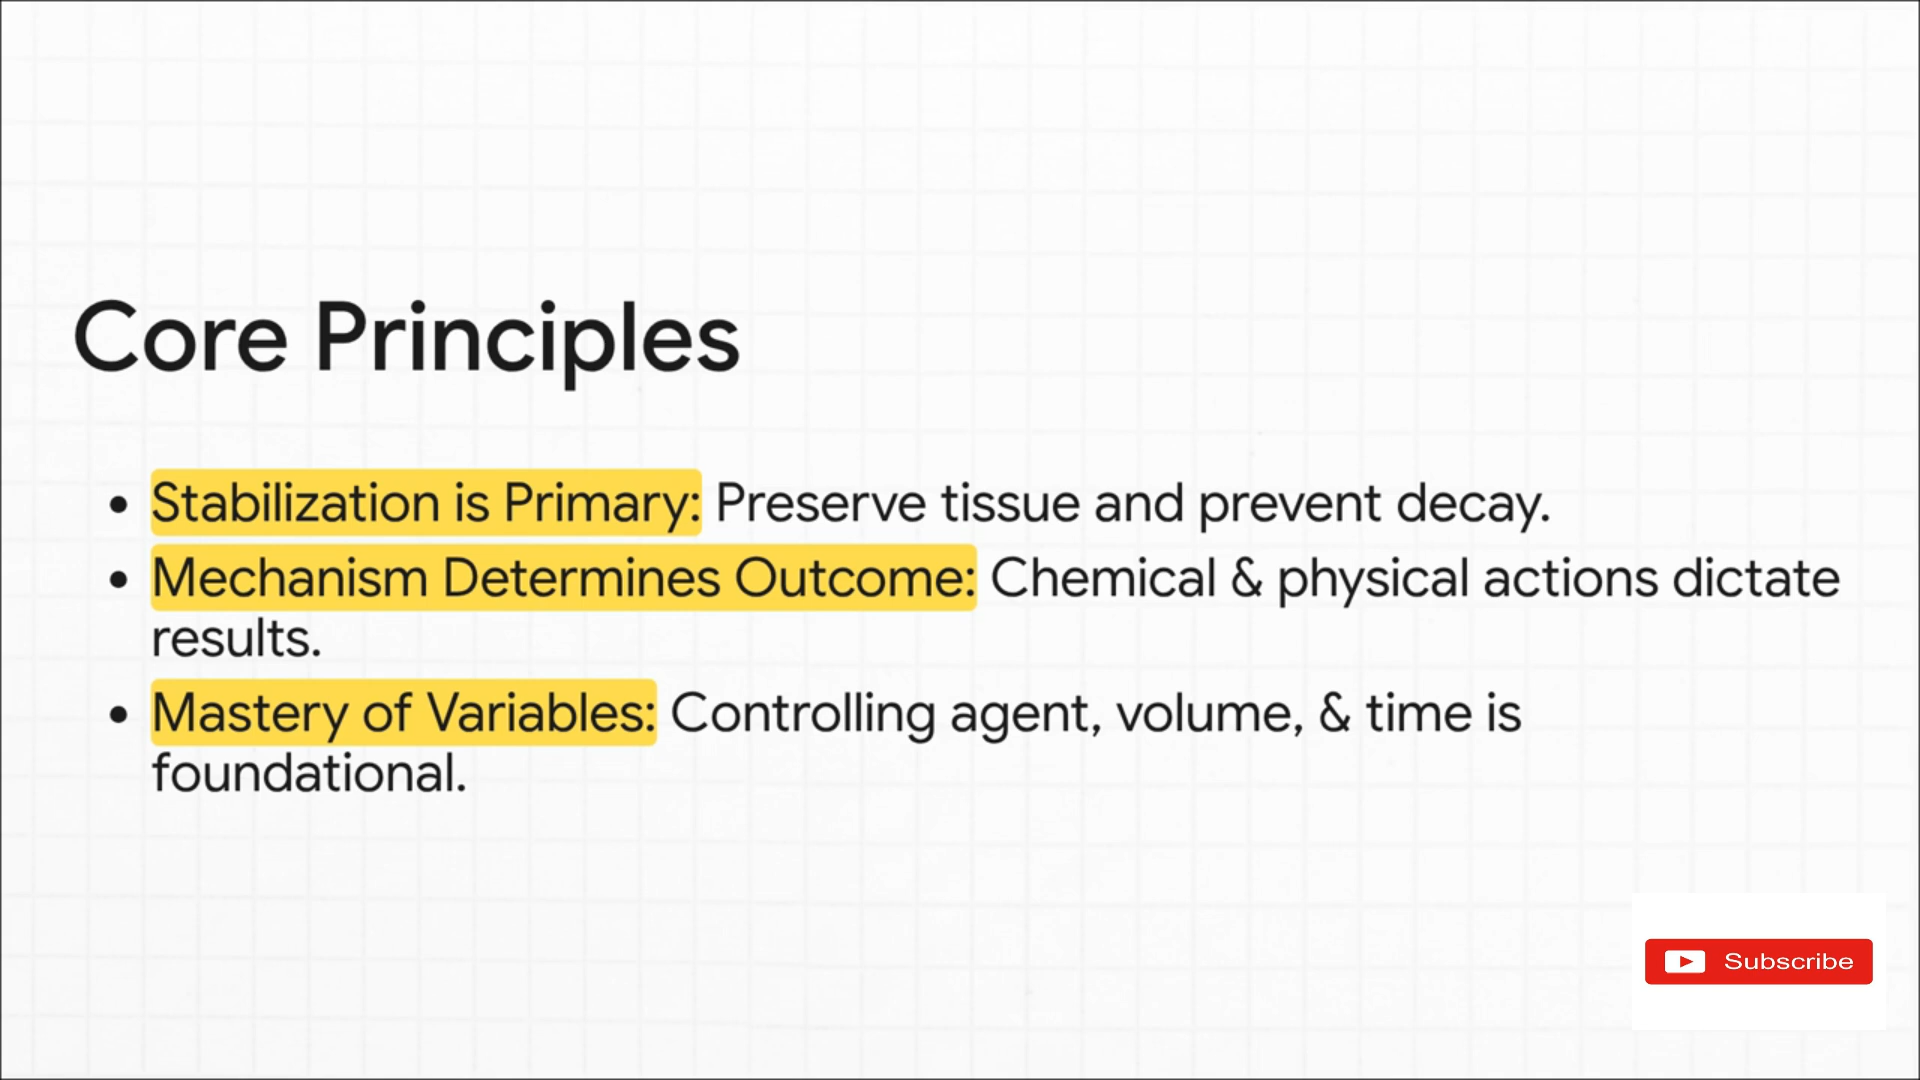 Core Principles
• Stabilization is Primary: Preserve tissue and prevent decay.
• Mechanism Determines Outcome: Chemical & physical actions dictate
results.
• Mastery of Variables: Controlling agent, volume, & time is
foundational.
Subscribe